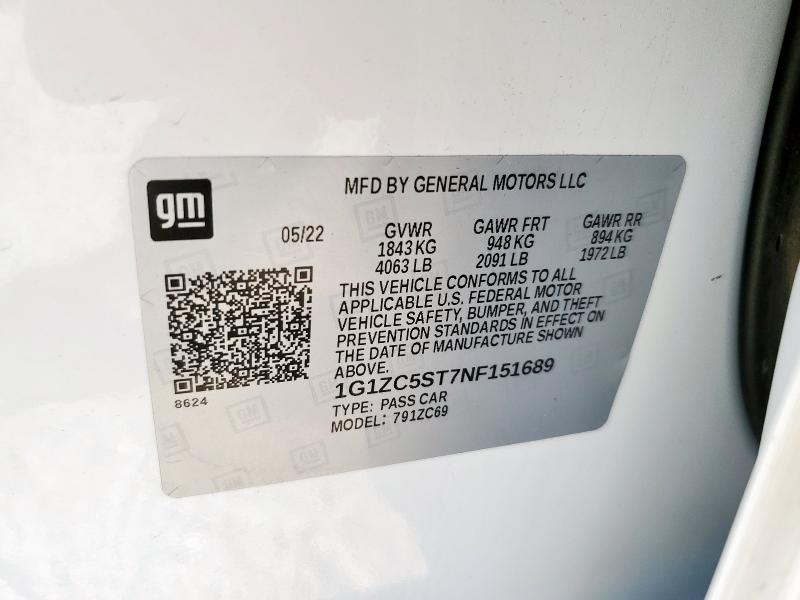 gm
MFD BY GENERAL MOTORS LLC
05/22
GVWR GAWR FRT GAWR RR
1843 KG 948 KG 894 KG
4063 LB 2091 LB 1972 LB
THIS VEHICLE CONFORMS TO ALL
APPLICABLE U.S. FEDERAL MOTOR
VEHICLE SAFETY, BUMPER, AND THEFT
PREVENTION STANDARDS IN EFFECT ON
THE DATE OF MANUFACTURE SHOWN
ABOVE.
1G1ZC5ST7NF151689
TYPE: PASS CAR
MODEL: 791ZC69
8624